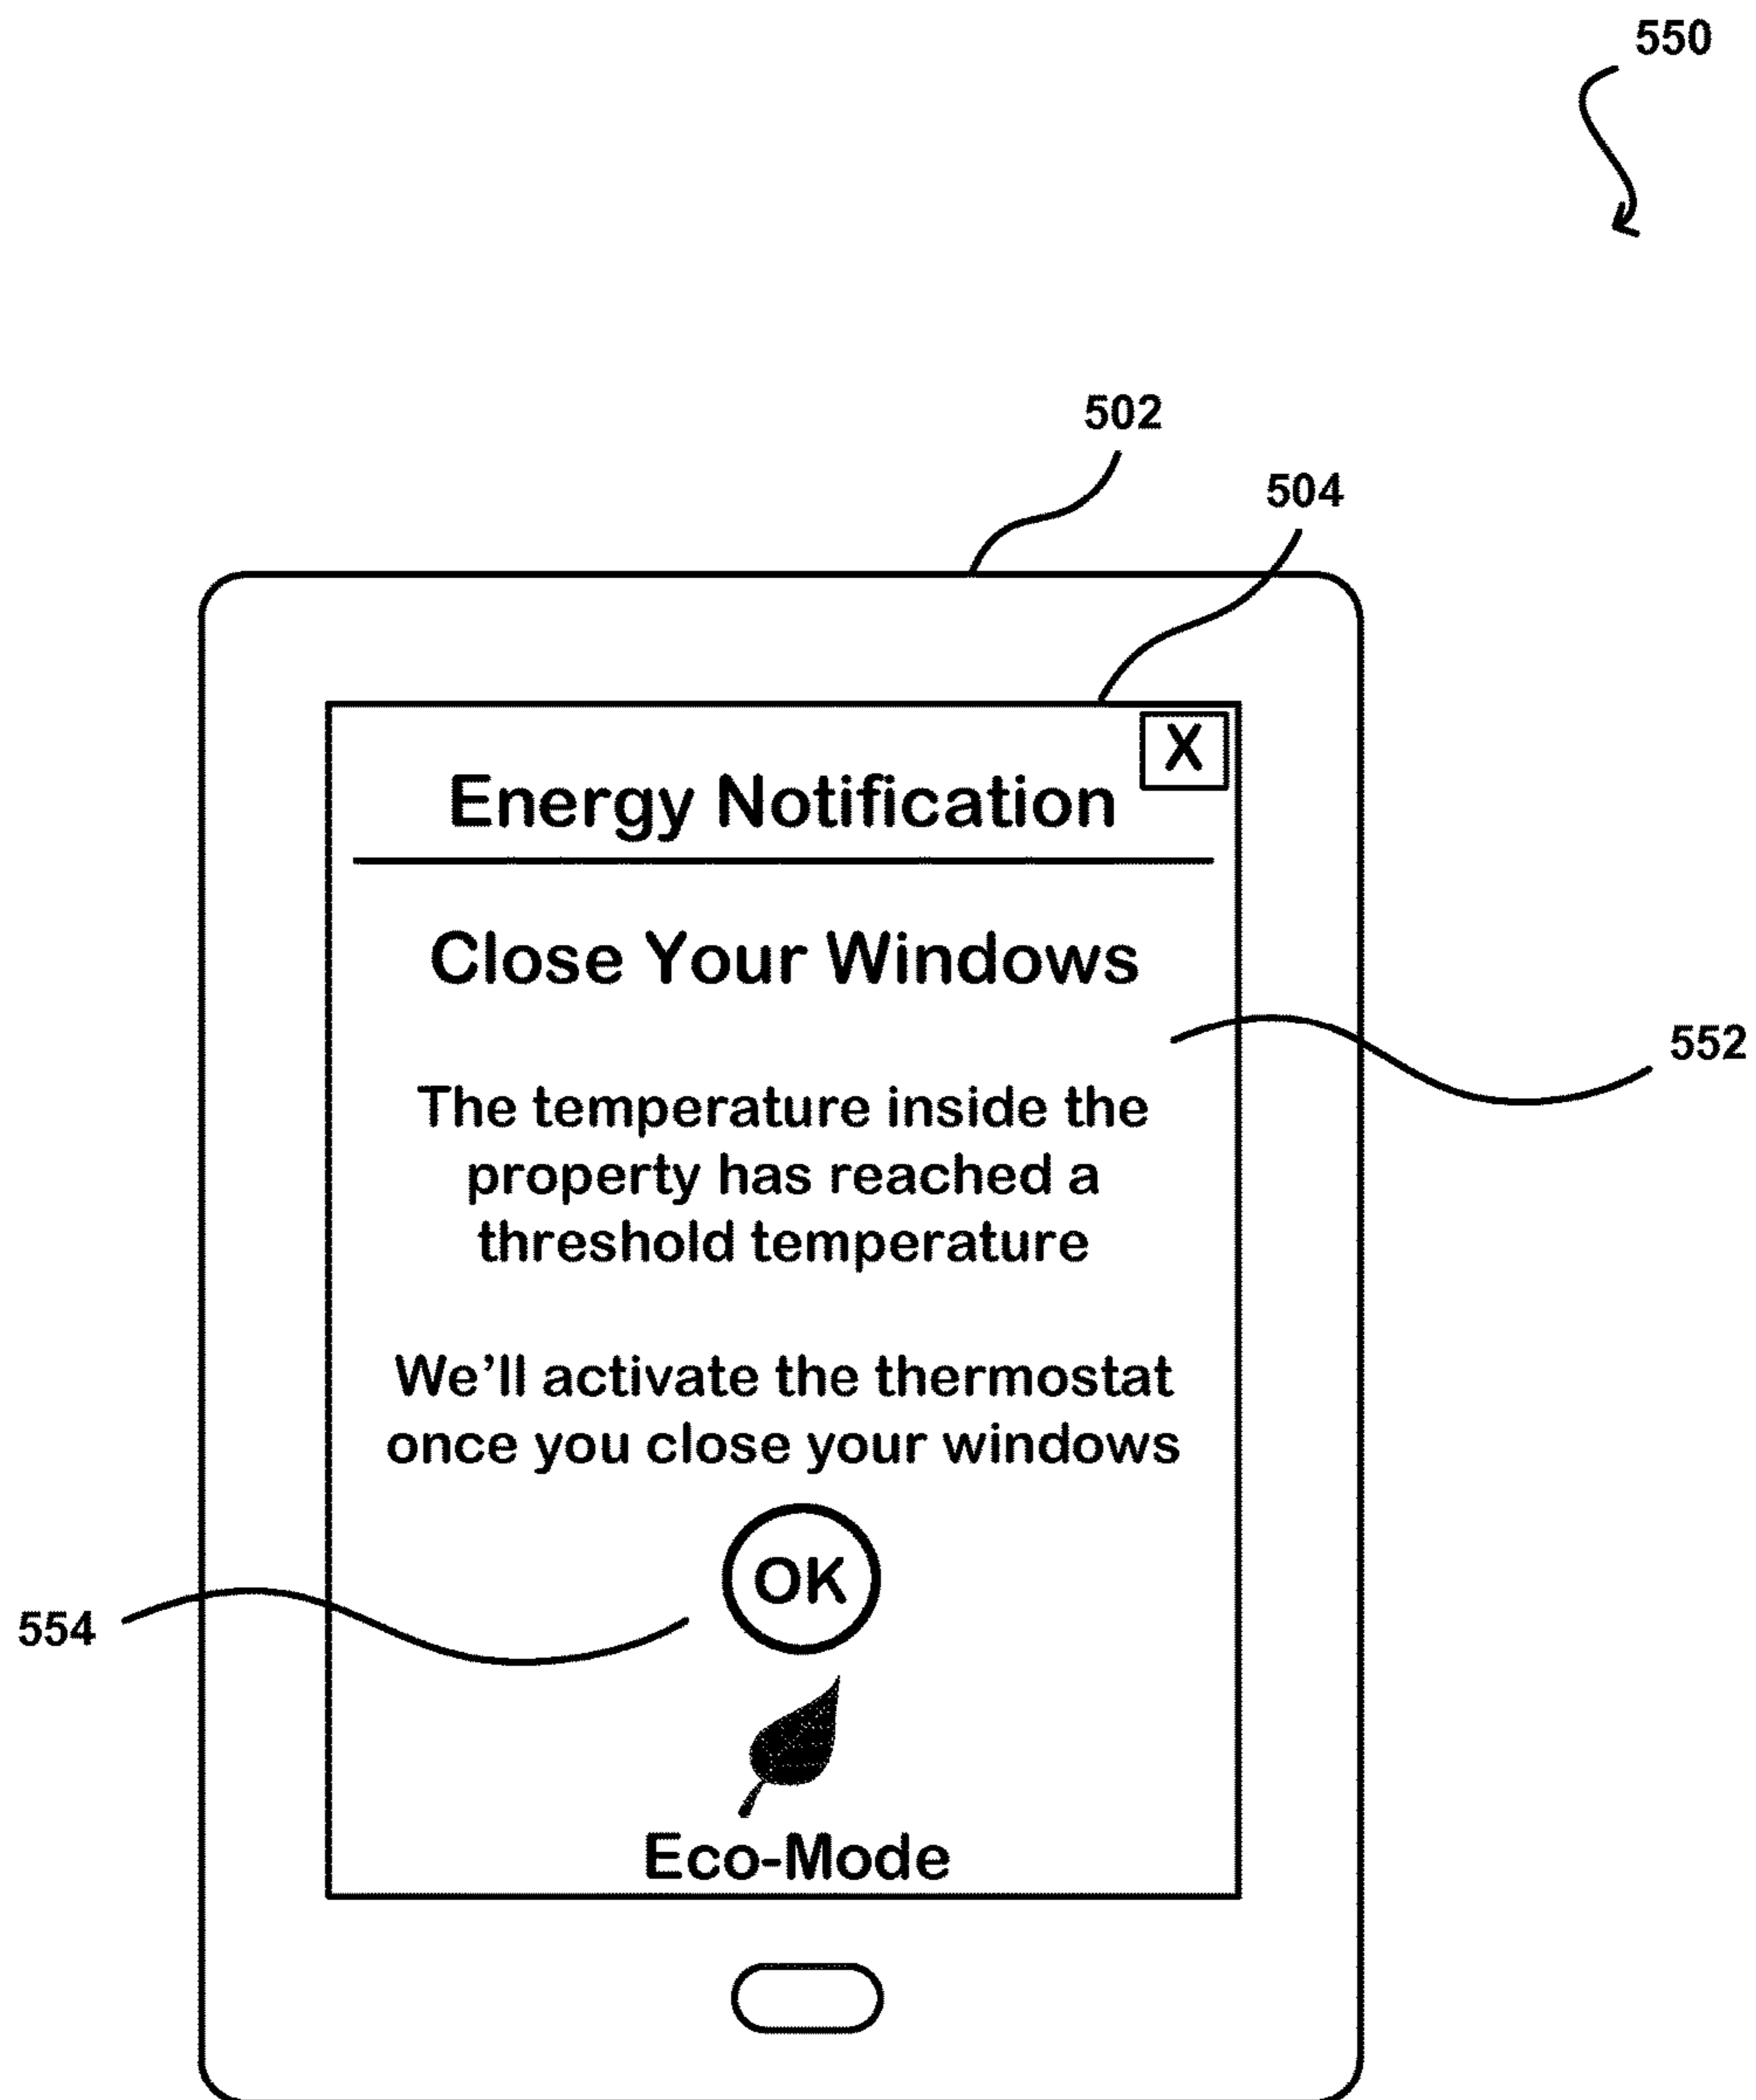 550
502
504
X
Energy Notification
Close Your Windows
552
The temperature inside the
property has reached a
threshold temperature
We'll activate the thermostat
once you close your windows
OK
554
Eco-Mode